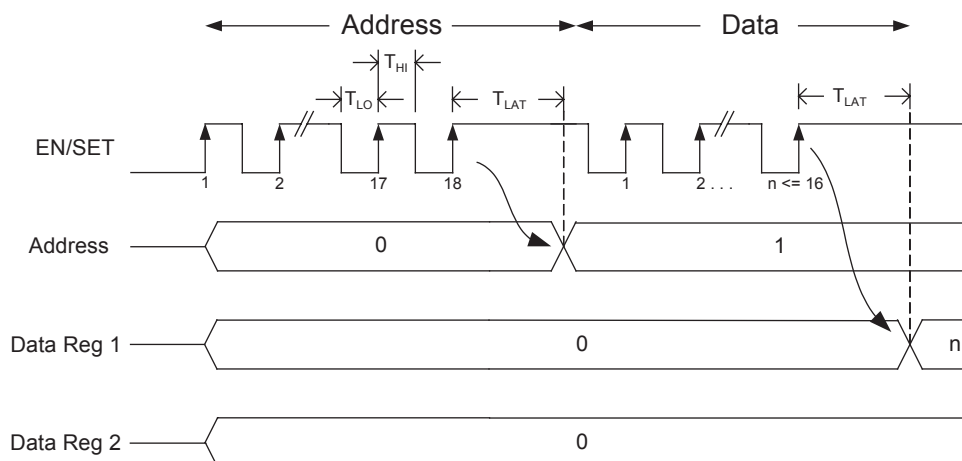 Address Data
T_HI
T_LO T_LAT T_LAT
EN/SET
1 2 17 18 1 2 . . . n <= 16
Address 0 1
Data Reg 1 0 n
Data Reg 2 0